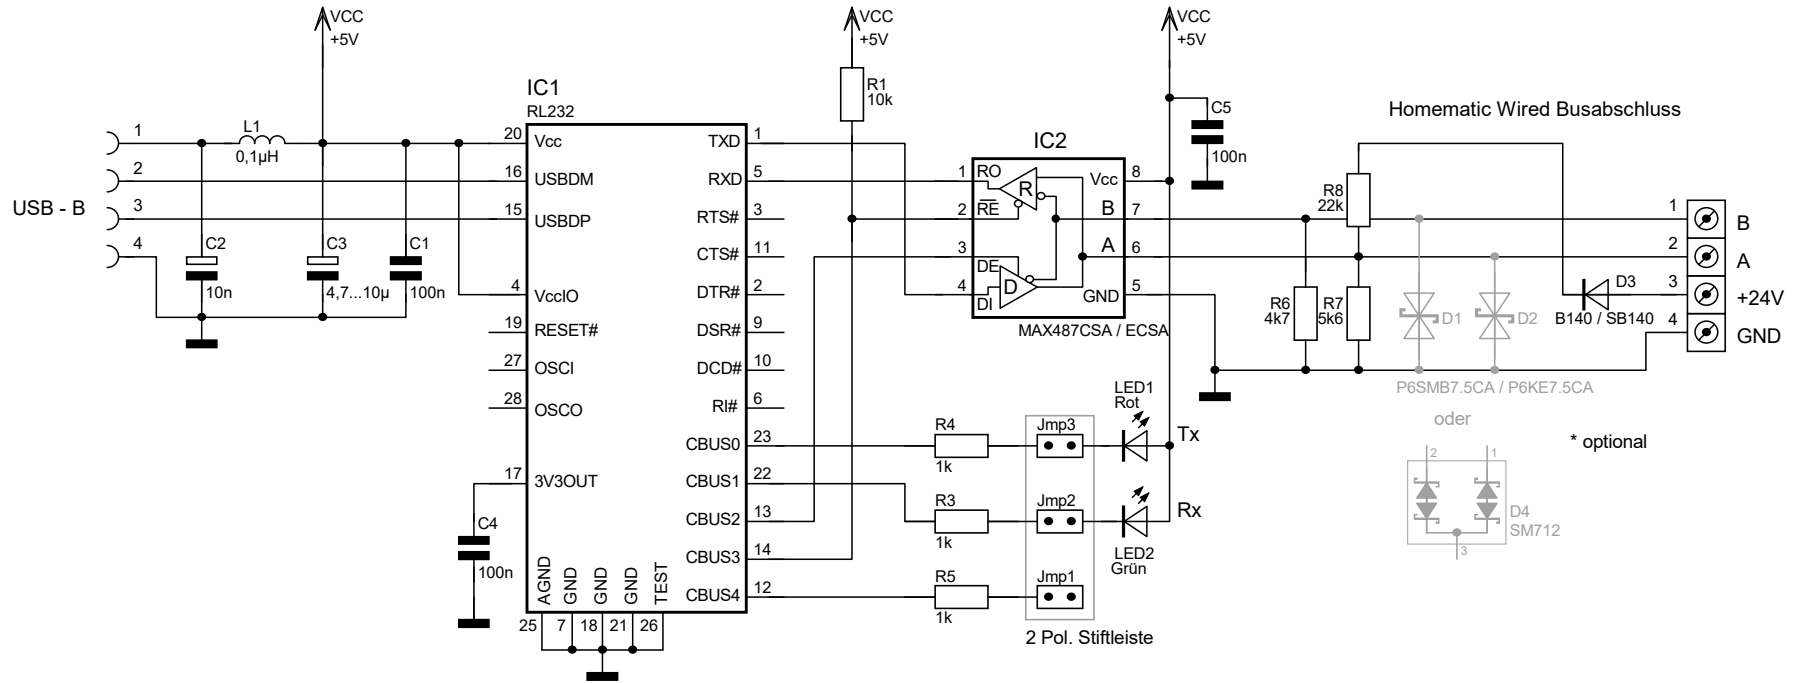 VCC
+5V
VCC
+5V
VCC
+5V
IC1
RL232
R1
10k
C5
100n
Homematic Wired Busabschluss
USB - B
1
2
3
4
L1
0,1µH
C2
10n
C3
4,7...10µ
C1
100n
20
Vcc
16
USBDM
15
USBDP
4
VccIO
19
RESET#
27
OSCI
28
OSCO
17
3V3OUT
C4
100n
TXD
1
RXD
5
RTS#
3
CTS#
11
DTR#
2
DSR#
9
DCD#
10
RI#
6
CBUS0
23
CBUS1
22
CBUS2
13
CBUS3
14
CBUS4
12
AGND
GND
GND
GND
TEST
25
7
18
21
26
IC2
1
RO
R
2
RE
3
DE
D
4
DI
Vcc
8
B
7
A
6
GND
5
MAX487CSA / ECSA
R8
22k
R6
4k7
R7
5k6
D1
D2
P6SMB7.5CA / P6KE7.5CA
oder
* optional
D3
B140 / SB140
1
B
2
A
3
+24V
4
GND
2
1
D4
SM712
3
R4
1k
Jmp3
LED1
Rot
Tx
R3
1k
Jmp2
LED2
Grün
Rx
R5
1k
Jmp1
2 Pol. Stiftleiste